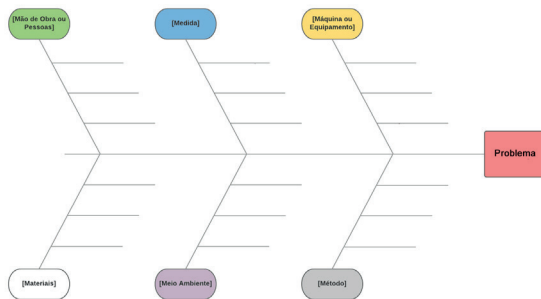 [Mão de Obra ou
Pessoas]
[Medida]
[Máquina ou
Equipamento]
Problema
[Materiais]
[Meio Ambiente]
[Método]